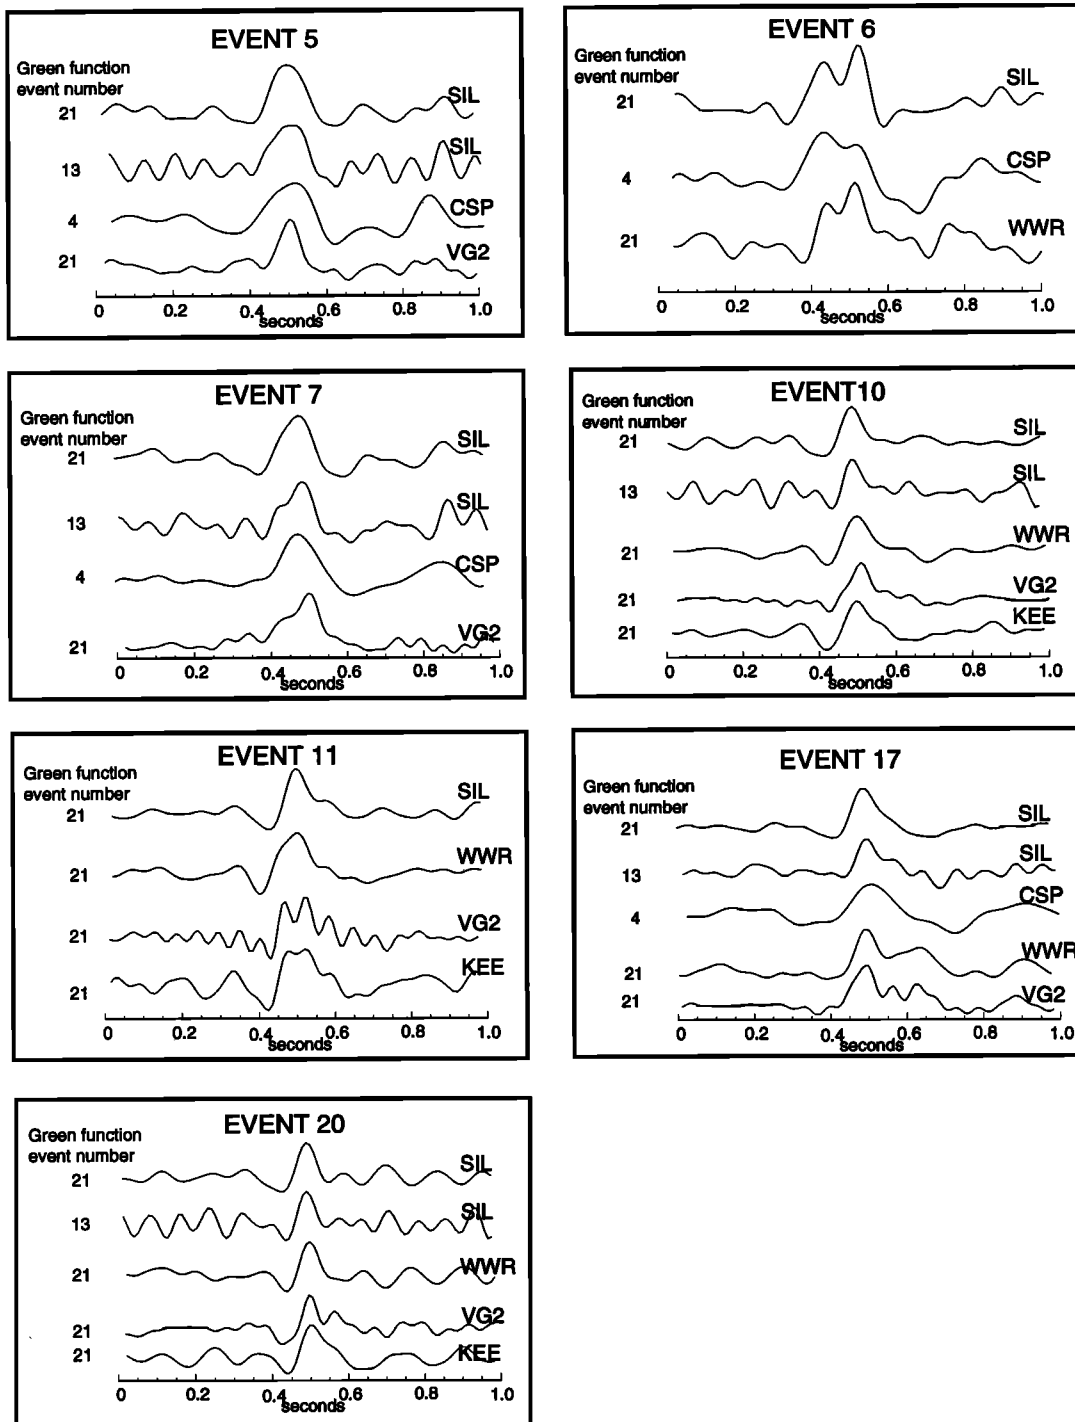 EVENT 5
Green function
event number
21 SIL
13 SIL
4 CSP
21 VG2
0 0.2 0.4 0.6 0.8 1.0
seconds
EVENT 6
21 SIL
4 CSP
21 WWR
0 0.2 0.4 0.6 0.8 1.0
seconds
EVENT 7
Green function
event number
21 SIL
13 SIL
4 CSP
21 VG2
0 0.2 0.4 0.6 0.8 1.0
seconds
EVENT10
Green function
event number
21 SIL
13 SIL
21 WWR
21 VG2
21 KEE
0 0.2 0.4 0.6 0.8 1.0
seconds
EVENT 11
Green function
event number
21 SIL
21 WWR
21 VG2
21 KEE
0 0.2 0.4 0.6 0.8 1.0
seconds
EVENT 17
Green function
event number
21 SIL
13 SIL
4 CSP
21 WWR
21 VG2
0 0.2 0.4 0.6 0.8 1.0
seconds
EVENT 20
Green function
event number
21 SIL
13 SIL
21 WWR
21 VG2
21 KEE
0 0.2 0.4 0.6 0.8 1.0
seconds